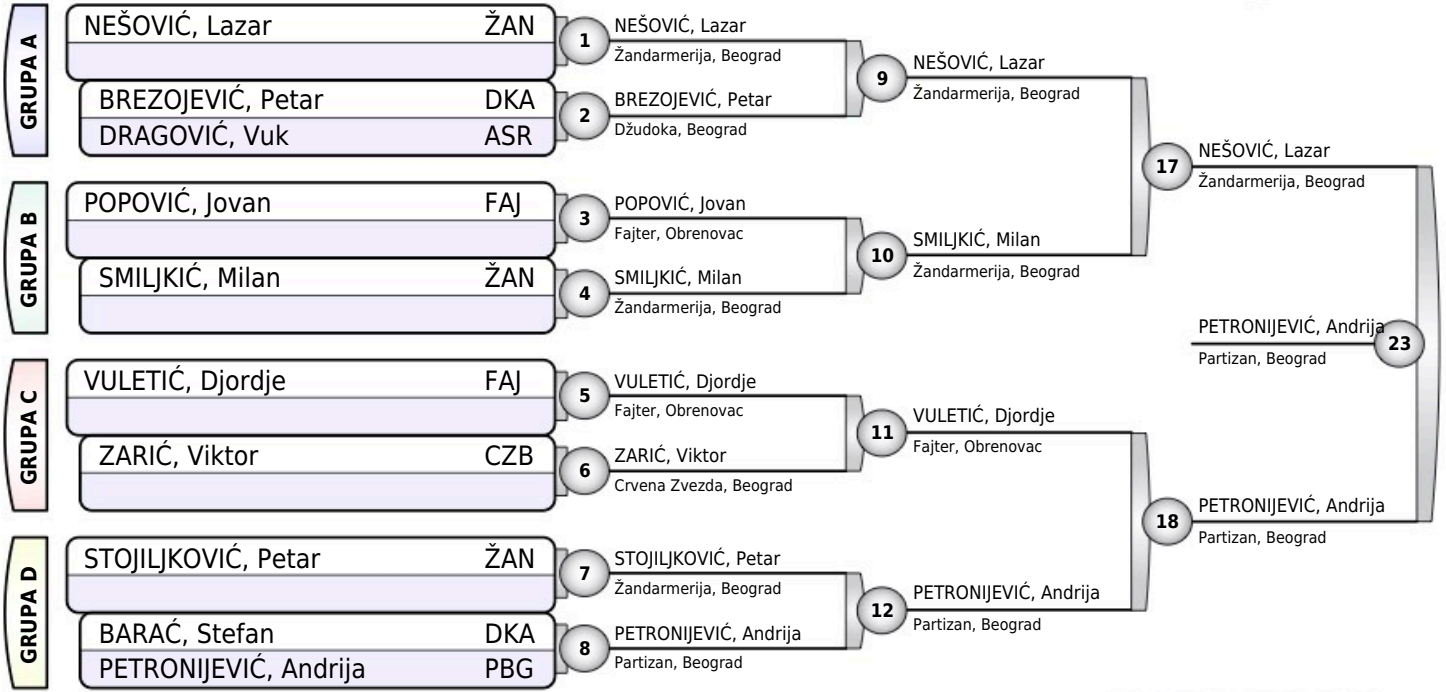 GRUPA A
NEŠOVIĆ, Lazar ŽAN
BREZOJEVIĆ, Petar DKA
DRAGOVIĆ, Vuk ASR
GRUPA B
POPOVIĆ, Jovan FAJ
SMILJKIĆ, Milan ŽAN
GRUPA C
VULETIĆ, Djordje FAJ
ZARIĆ, Viktor CZB
GRUPA D
STOJILJKOVIĆ, Petar ŽAN
BARAĆ, Stefan DKA
PETRONIJEVIĆ, Andrija PBG
1
NEŠOVIĆ, Lazar
Žandarmerija, Beograd
2
BREZOJEVIĆ, Petar
Džudoka, Beograd
3
POPOVIĆ, Jovan
Fajter, Obrenovac
4
SMILJKIĆ, Milan
Žandarmerija, Beograd
5
VULETIĆ, Djordje
Fajter, Obrenovac
6
ZARIĆ, Viktor
Crvena Zvezda, Beograd
7
STOJILJKOVIĆ, Petar
Žandarmerija, Beograd
8
PETRONIJEVIĆ, Andrija
Partizan, Beograd
9
NEŠOVIĆ, Lazar
Žandarmerija, Beograd
10
SMILJKIĆ, Milan
Žandarmerija, Beograd
11
VULETIĆ, Djordje
Fajter, Obrenovac
12
PETRONIJEVIĆ, Andrija
Partizan, Beograd
17
NEŠOVIĆ, Lazar
Žandarmerija, Beograd
18
PETRONIJEVIĆ, Andrija
Partizan, Beograd
PETRONIJEVIĆ, Andrija
Partizan, Beograd
23